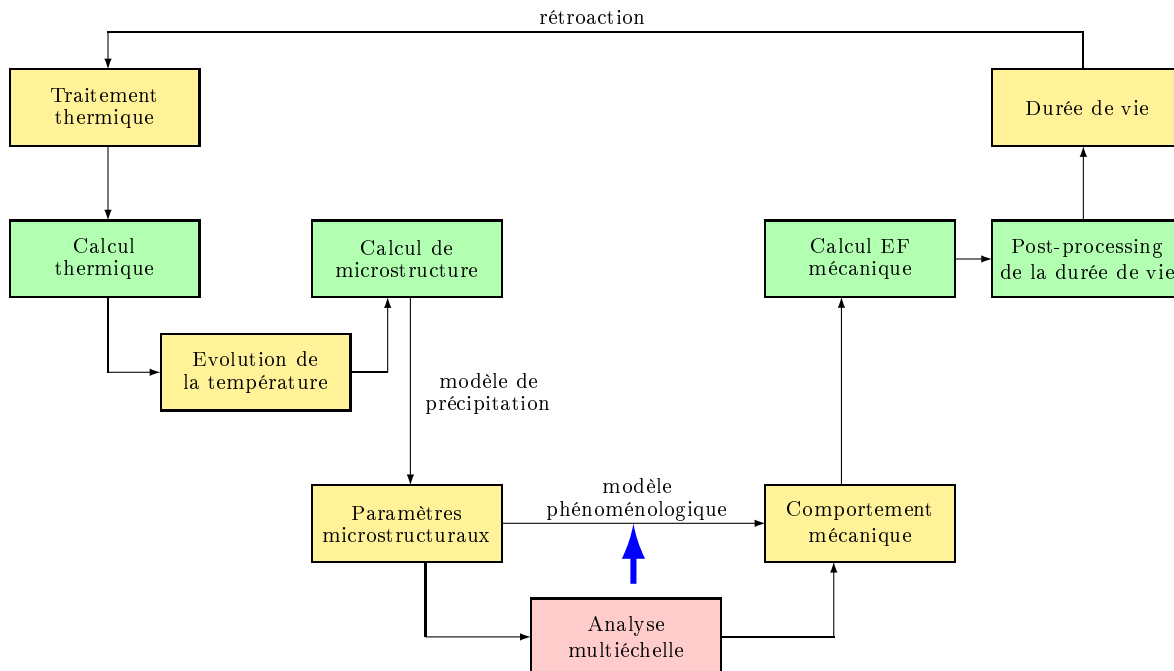 rétroaction
Traitement
thermique
Durée de vie
Calcul
thermique
Calcul de
microstructure
Calcul EF
mécanique
Post-processing
de la durée de vie
Evolution de
la température
modèle de
précipitation
modèle
phénoménologique
Paramètres
microstructuraux
Comportement
mécanique
Analyse
multiéchelle